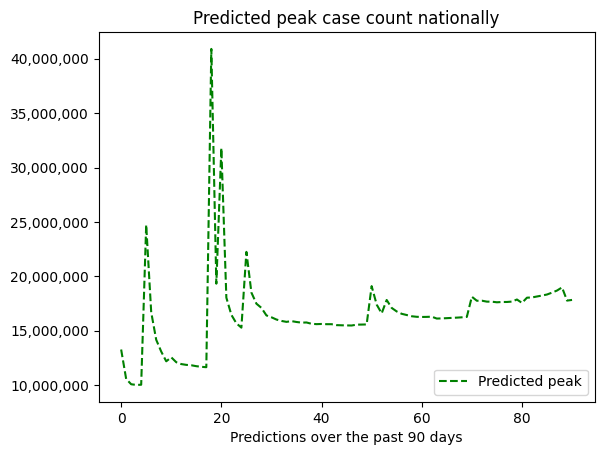 Predicted peak case count nationally
40,000,000
35,000,000
30,000,000
25,000,000
20,000,000
15,000,000
10,000,000
Predicted peak
0 20 40 60 80
Predictions over the past 90 days